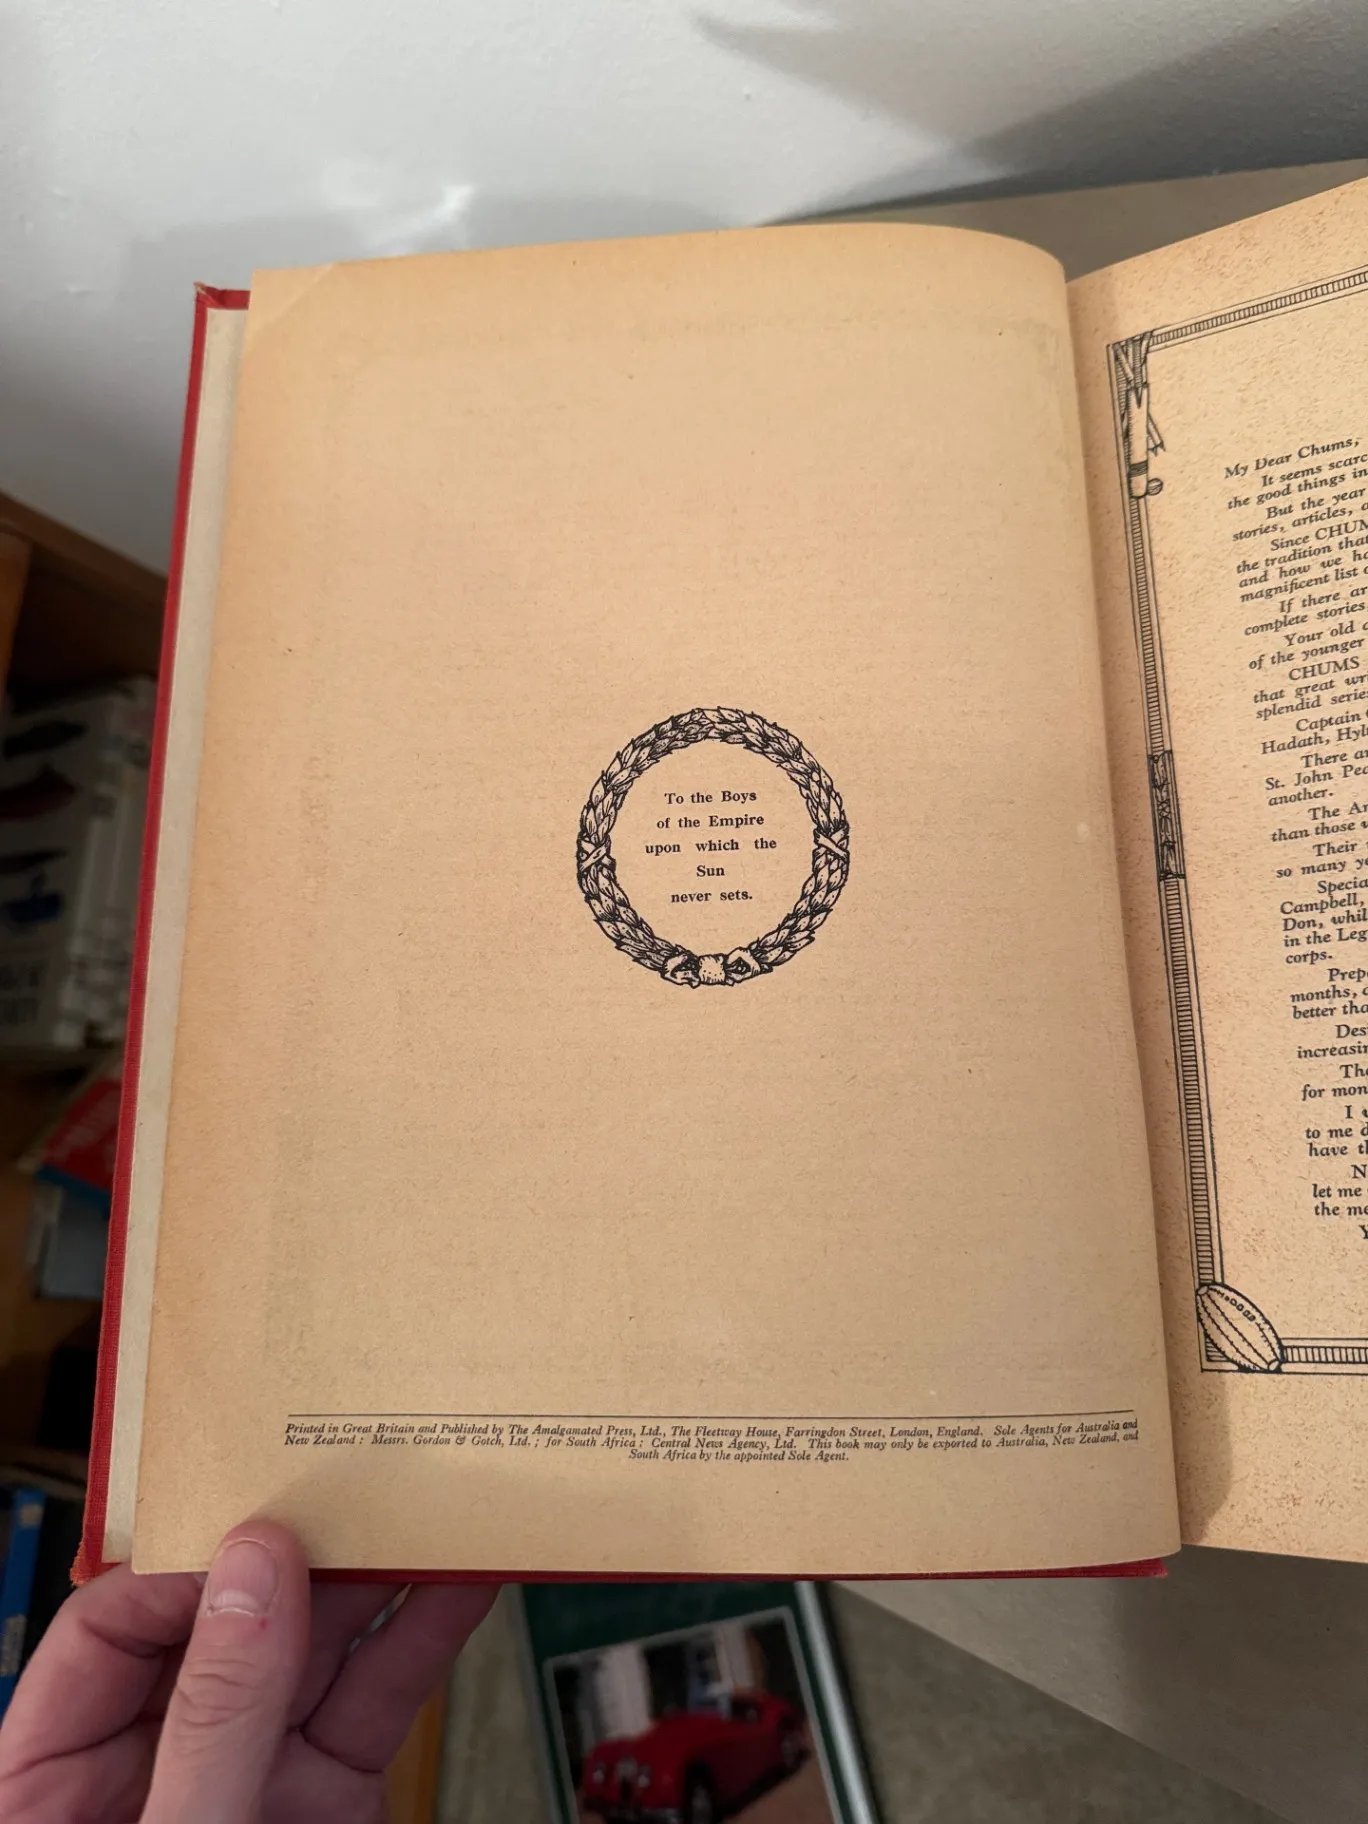 To the Boys
of the Empire
upon which the
Sun
never sets.
Printed in Great Britain and Published by The Amalgamated Press, Ltd., The Fleetway House, Farringdon Street, London, England. Sole Agents for Australia and
New Zealand : Messrs. Gordon & Gotch, Ltd. ; for South Africa : Central News Agency, Ltd. This book may only be exported to Australia, New Zealand, and
South Africa by the appointed Sole Agent.
My Dear Chums,
It seems scarc
the good things in
But the year
stories, articles, a
Since CHUM
the tradition that
and how we ha
magnificent list o
If there ar
complete stories
Your old
of the younger
CHUMS
that great wri
splendid serie
Captain
Hadath, Hyl
There a
St. John Pea
another.
The Ar
than those
Their
so many ye
Specia
Campbell,
Don, whil
in the Leg
corps.
Prep
months,
better tha
Des
increasin
The
for mon
I
to me d
have th
N
let me
the me
Y